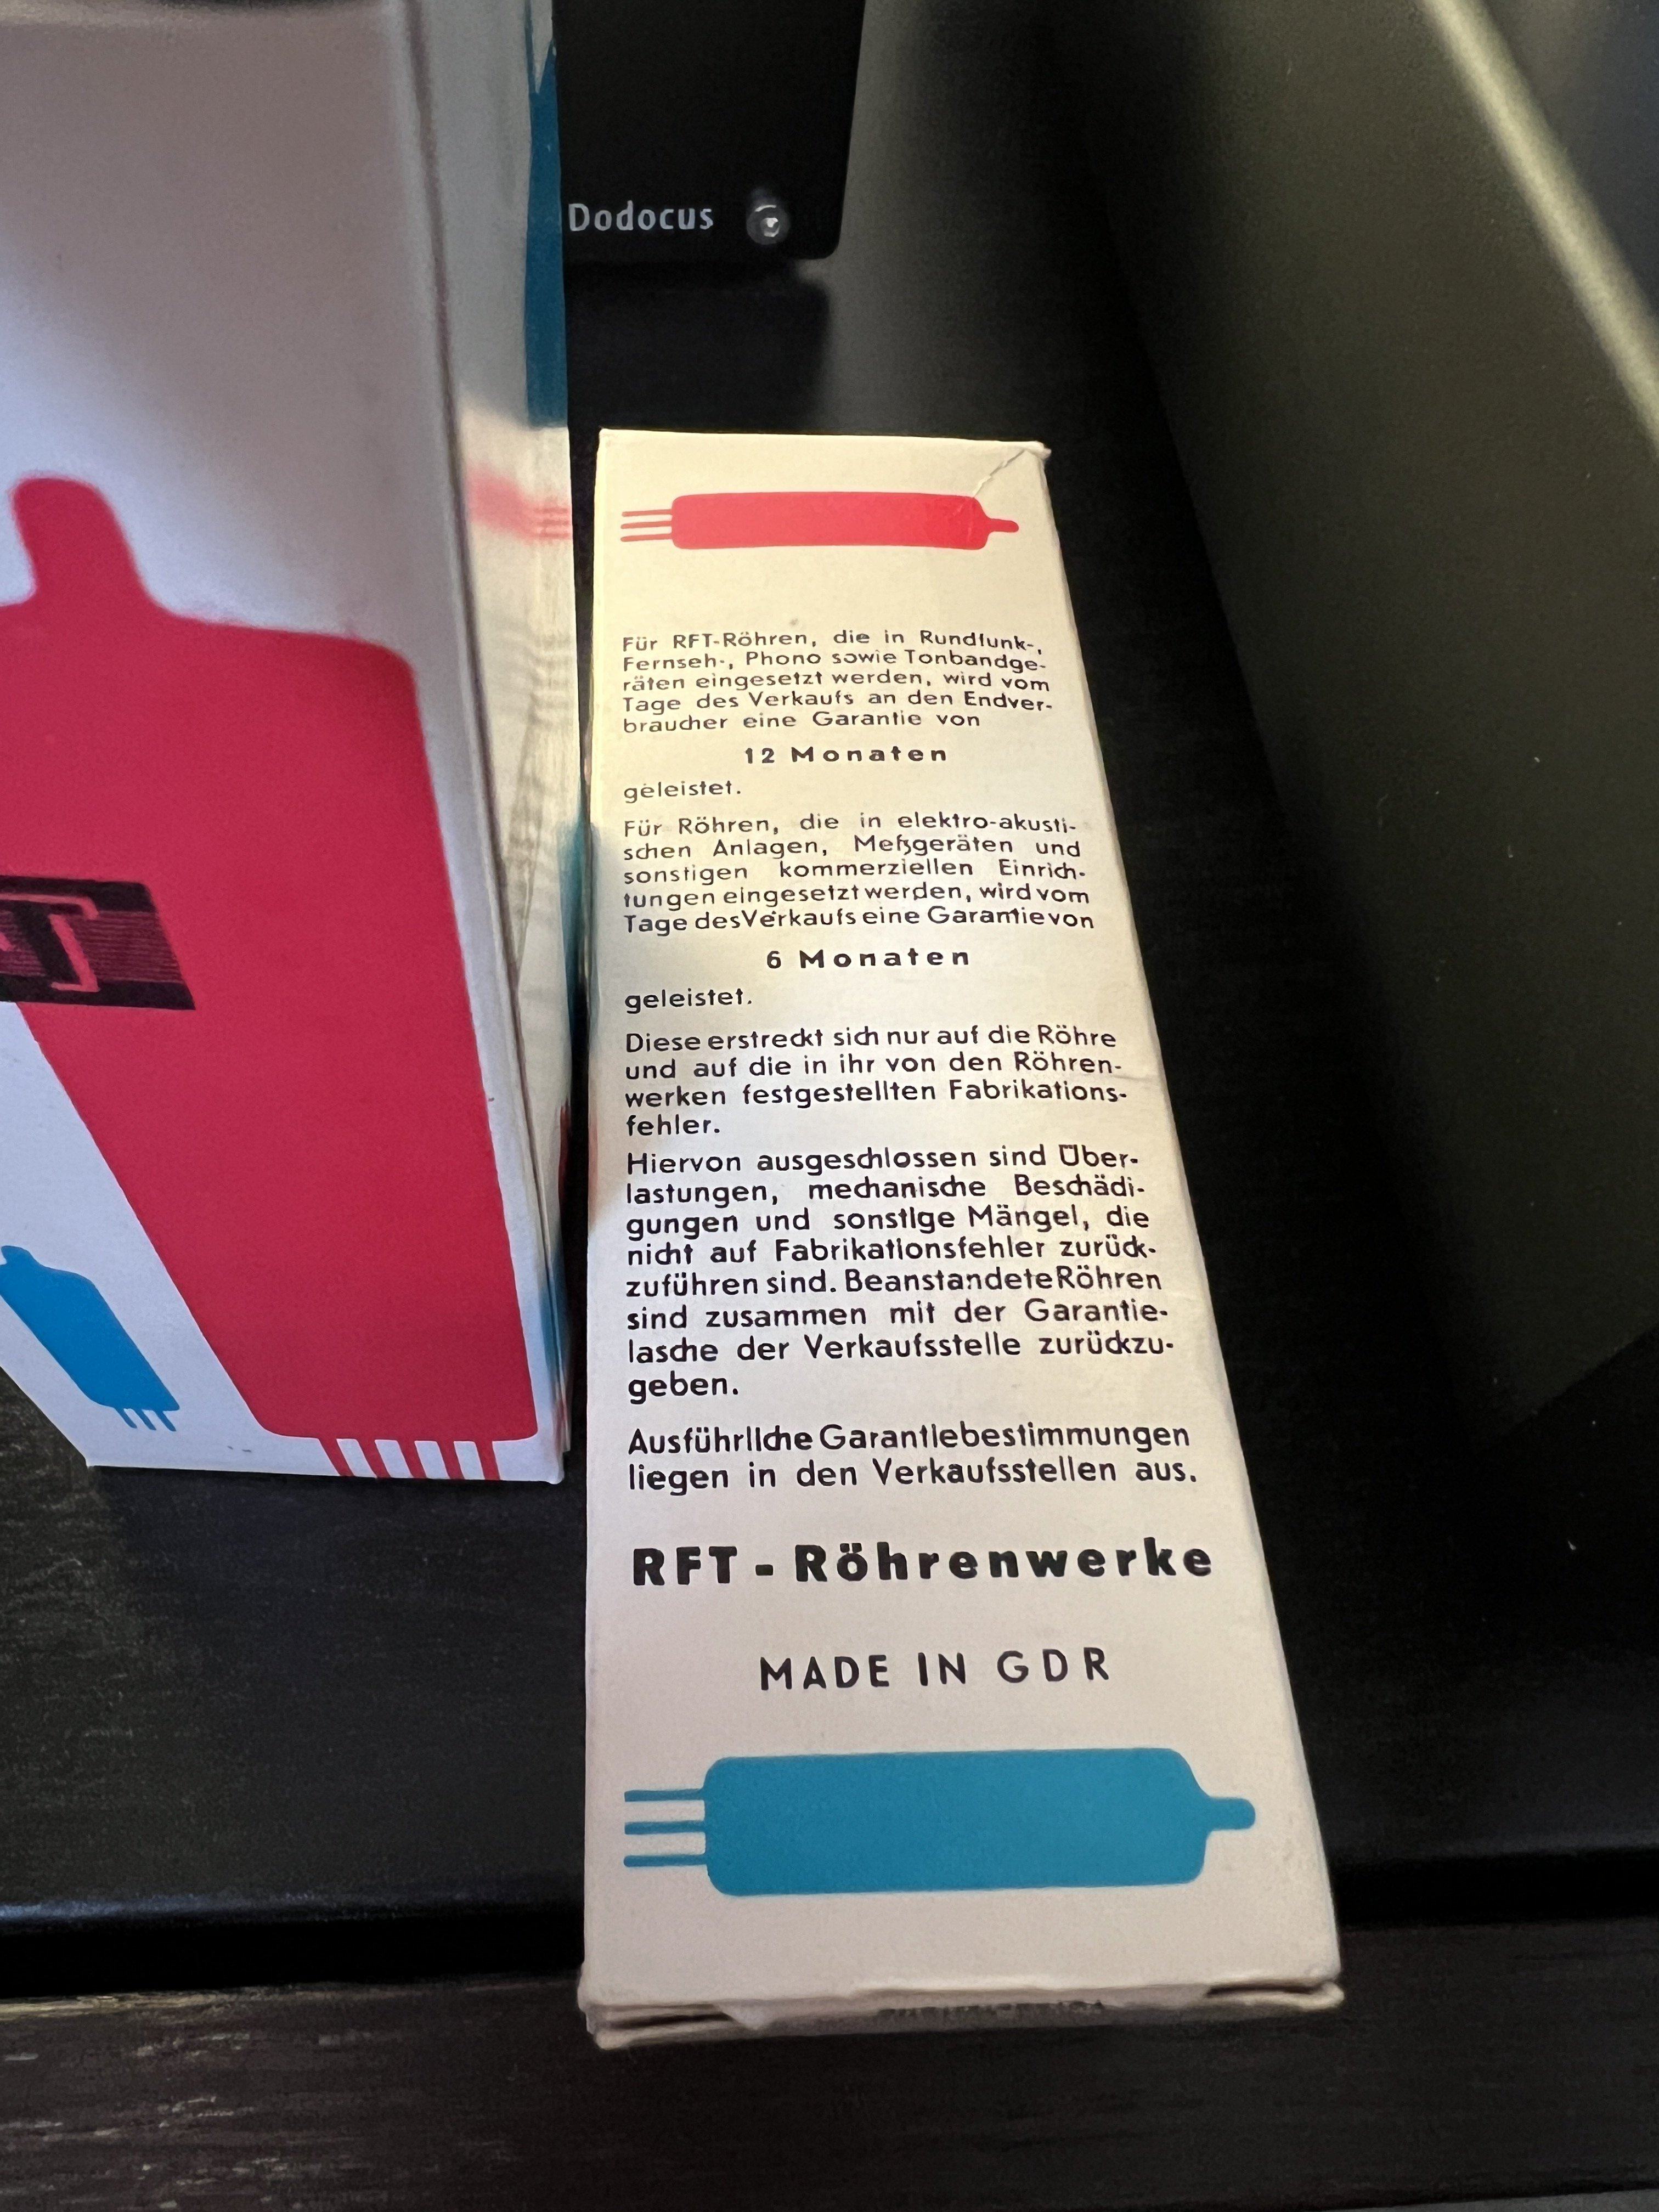 Dodocus
Für RFT-Röhren, die in Rundfunk-,
Fernseh-, Phono sowie Tonbandge-
räten eingesetzt werden, wird vom
Tage des Verkaufs an den Endver-
braucher eine Garantie von
12 Monaten
geleistet.
Für Röhren, die in elektro-akusti-
schen Anlagen, Meßgeräten und
sonstigen kommerziellen Einrich-
tungen eingesetzt werden, wird vom
Tage des Verkaufs eine Garantie von
6 Monaten
geleistet.
Diese erstreckt sich nur auf die Röhre
und auf die in ihr von den Röhren-
werken festgestellten Fabrikations-
fehler.
Hiervon ausgeschlossen sind Über-
lastungen, mechanische Beschädi-
gungen und sonstige Mängel, die
nicht auf Fabrikationsfehler zurück-
zuführen sind. Beanstandete Röhren
sind zusammen mit der Garantie-
lasche der Verkaufsstelle zurückzu-
geben.
Ausführliche Garantiebestimmungen
liegen in den Verkaufsstellen aus.
RFT - Röhrenwerke
MADE IN GDR